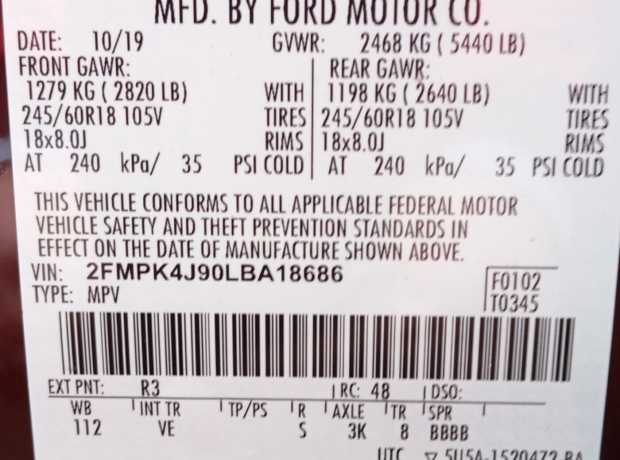 MFD. BY FORD MOTOR CO.
DATE: 10/19 GVWR: 2468 KG ( 5440 LB)
FRONT GAWR: REAR GAWR:
1279 KG ( 2820 LB) WITH 1198 KG ( 2640 LB) WITH
245/60R18 105V TIRES 245/60R18 105V TIRES
18x8.0J RIMS 18x8.0J RIMS
AT 240 kPa/ 35 PSI COLD AT 240 kPa/ 35 PSI COLD
THIS VEHICLE CONFORMS TO ALL APPLICABLE FEDERAL MOTOR
VEHICLE SAFETY AND THEFT PREVENTION STANDARDS IN
EFFECT ON THE DATE OF MANUFACTURE SHOWN ABOVE.
VIN: 2FMPK4J90LBA18686 F0102
TYPE: MPV T0345
EXT PNT: R3 RC: 48 DSO:
WB INT TR TP/PS R AXLE TR SPR
112 VE S 3K 8 BBBB
UTC 5U5A-1520472 BA